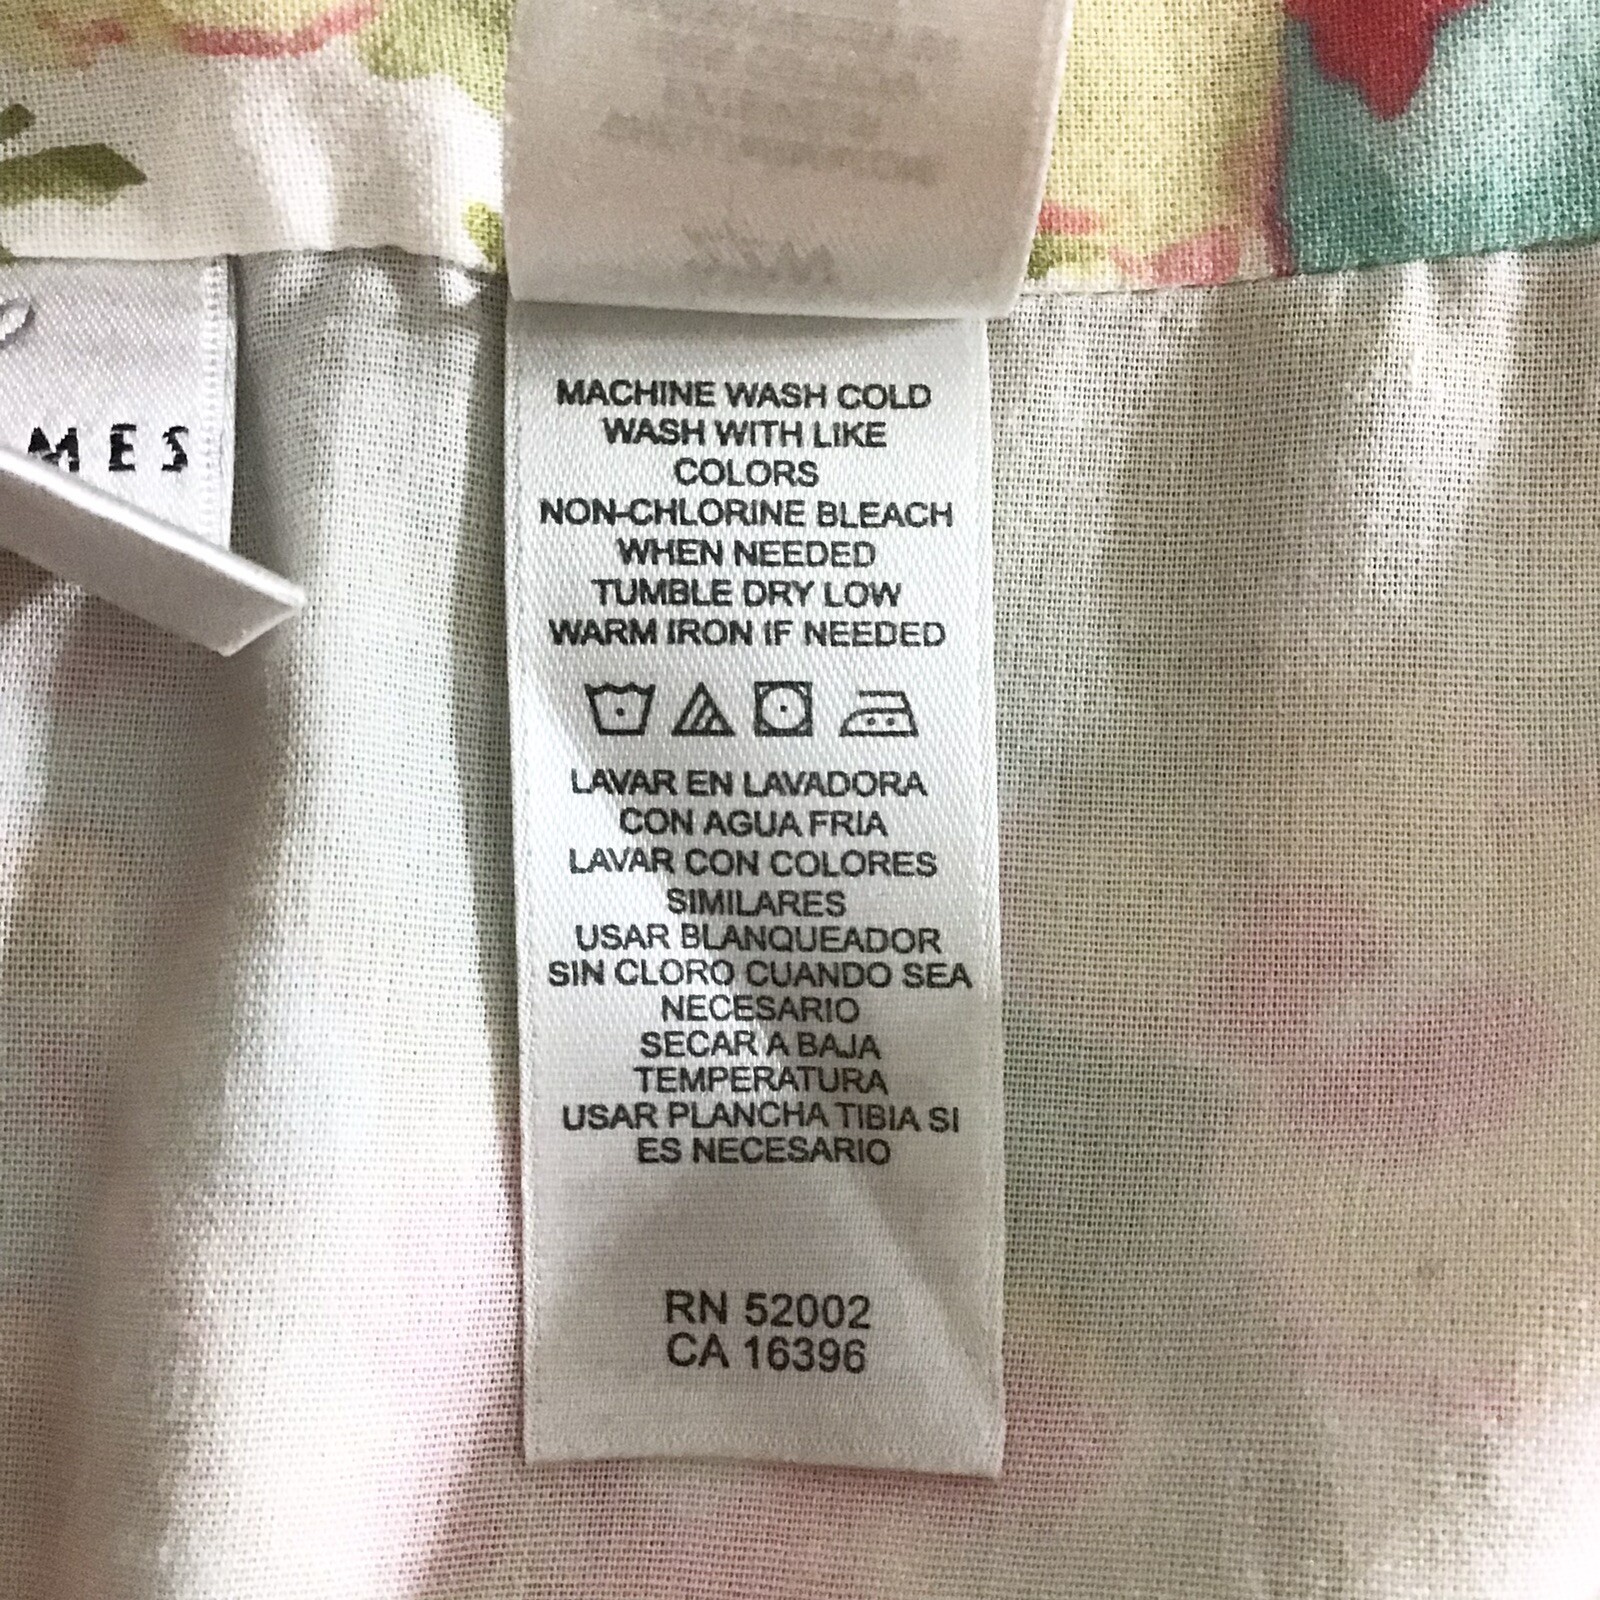 MES
MACHINE WASH COLD
WASH WITH LIKE
COLORS
NON-CHLORINE BLEACH
WHEN NEEDED
TUMBLE DRY LOW
WARM IRON IF NEEDED
LAVAR EN LAVADORA
CON AGUA FRIA
LAVAR CON COLORES
SIMILARES
USAR BLANQUEADOR
SIN CLORO CUANDO SEA
NECESARIO
SECAR A BAJA
TEMPERATURA
USAR PLANCHA TIBIA SI
ES NECESARIO
RN 52002
CA 16396